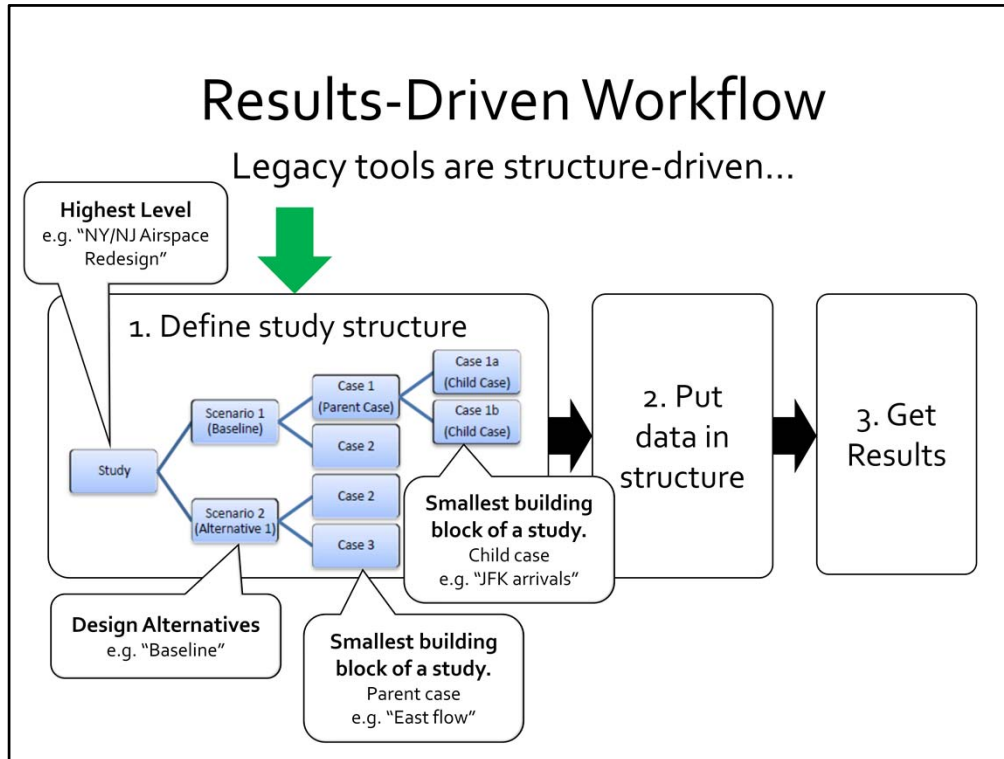 Results-Driven Workflow
Legacy tools are structure-driven…
Highest Level
e.g. “NY/NJ Airspace
Redesign”
1. Define study structure
Study
Scenario 1
(Baseline)
Scenario 2
(Alternative 1)
Case 1
(Parent Case)
Case 2
Case 2
Case 3
Case 1a
(Child Case)
Case 1b
(Child Case)
Design Alternatives
e.g. “Baseline”
Smallest building
block of a study.
Parent case
e.g. “East flow”
Smallest building
block of a study.
Child case
e.g. “JFK arrivals”
2. Put
data in
structure
3. Get
Results